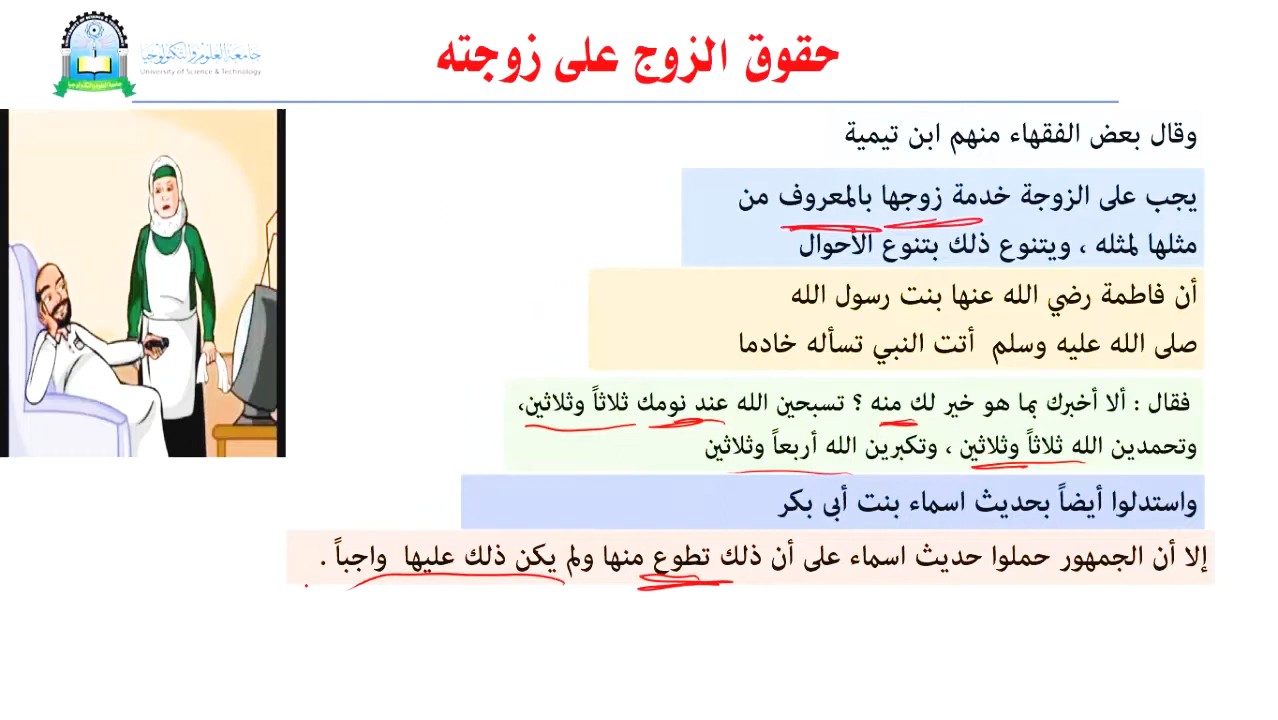 جامعة العلوم والتكنولوجيا
University of Science & Technology
حقوق الزوج على زوجته
وقال بعض الفقهاء منهم ابن تيمية
يجب على الزوجة خدمة زوجها بالمعروف من
مثلها لمثله ، ويتنوع ذلك بتنوع الأحوال
أن فاطمة رضي الله عنها بنت رسول الله
صلى الله عليه وسلم أتت النبي تسأله خادما
فقال : ألا أخبرك بما هو خير لك منه ؟ تسبحين الله عند نومك ثلاثاً وثلاثين،
وتحمدين الله ثلاثاً وثلاثين ، وتكبرين الله أربعاً وثلاثين
واستدلوا أيضاً بحديث اسماء بنت أبى بكر
إلا أن الجمهور حملوا حديث اسماء على أن ذلك تطوع منها ولم يكن ذلك عليها واجباً .